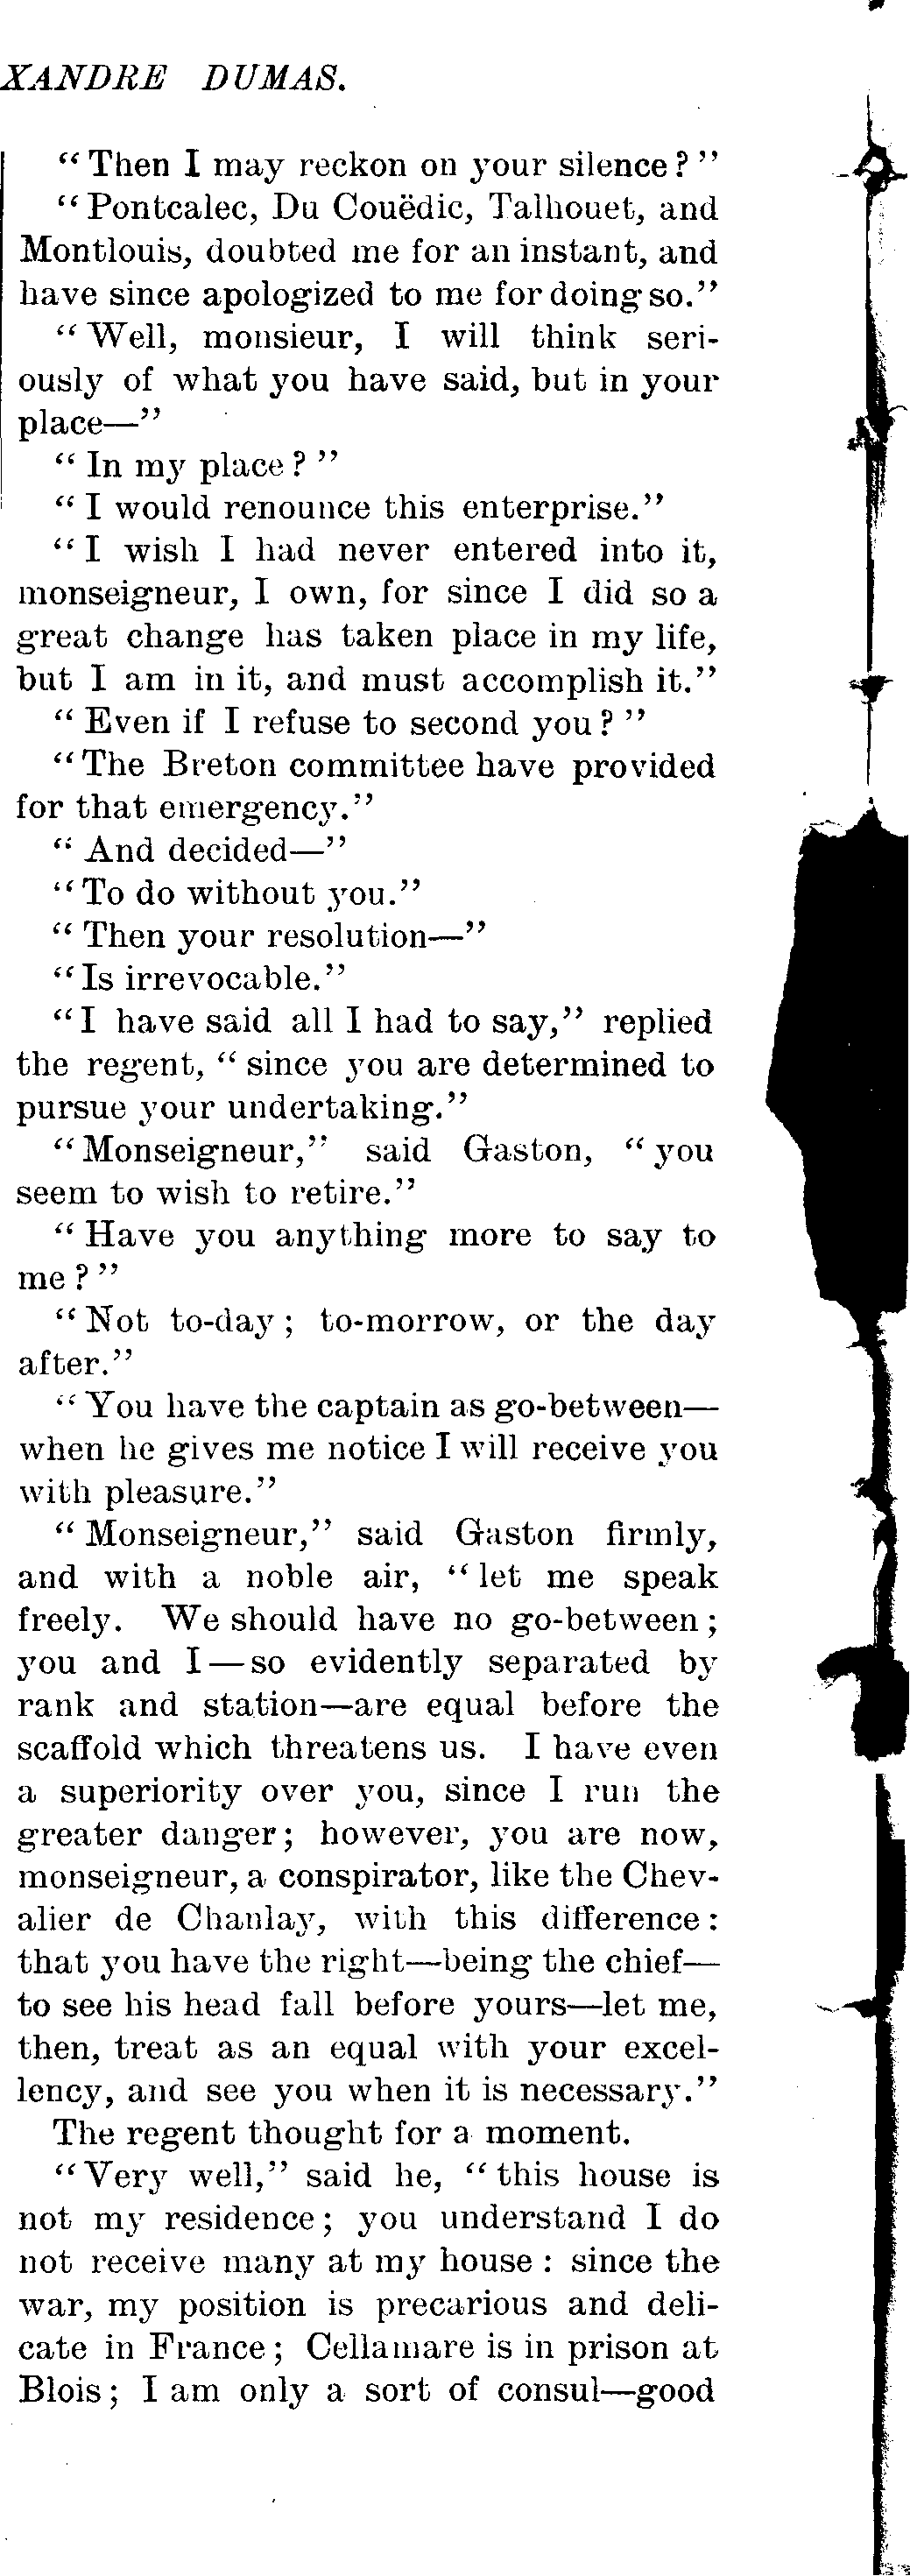 XANDRE DUMAS.
"Then I may reckon on your silence?"
"Pontcalec, Du Couëdic, Talhouet, and
Montlouis, doubted me for an instant, and
have since apologized to me for doing so."
"Well, monsieur, I will think seri-
ously of what you have said, but in your
place—"
"In my place?"
"I would renounce this enterprise."
"I wish I had never entered into it,
monseigneur, I own, for since I did so a
great change has taken place in my life,
but I am in it, and must accomplish it."
"Even if I refuse to second you?"
"The Breton committee have provided
for that emergency."
"And decided—"
"To do without you."
"Then your resolution—"
"Is irrevocable."
"I have said all I had to say," replied
the regent, "since you are determined to
pursue your undertaking."
"Monseigneur," said Gaston, "you
seem to wish to retire."
"Have you anything more to say to
me?"
"Not to-day; to-morrow, or the day
after."
"You have the captain as go-between—
when he gives me notice I will receive you
with pleasure."
"Monseigneur," said Gaston firmly,
and with a noble air, "let me speak
freely. We should have no go-between;
you and I—so evidently separated by
rank and station—are equal before the
scaffold which threatens us. I have even
a superiority over you, since I run the
greater danger; however, you are now,
monseigneur, a conspirator, like the Chev-
alier de Chanlay, with this difference:
that you have the right—being the chief—
to see his head fall before yours—let me,
then, treat as an equal with your excel-
lency, and see you when it is necessary."
The regent thought for a moment.
"Very well," said he, "this house is
not my residence; you understand I do
not receive many at my house: since the
war, my position is precarious and deli-
cate in France; Cellamare is in prison at
Blois; I am only a sort of consul—good